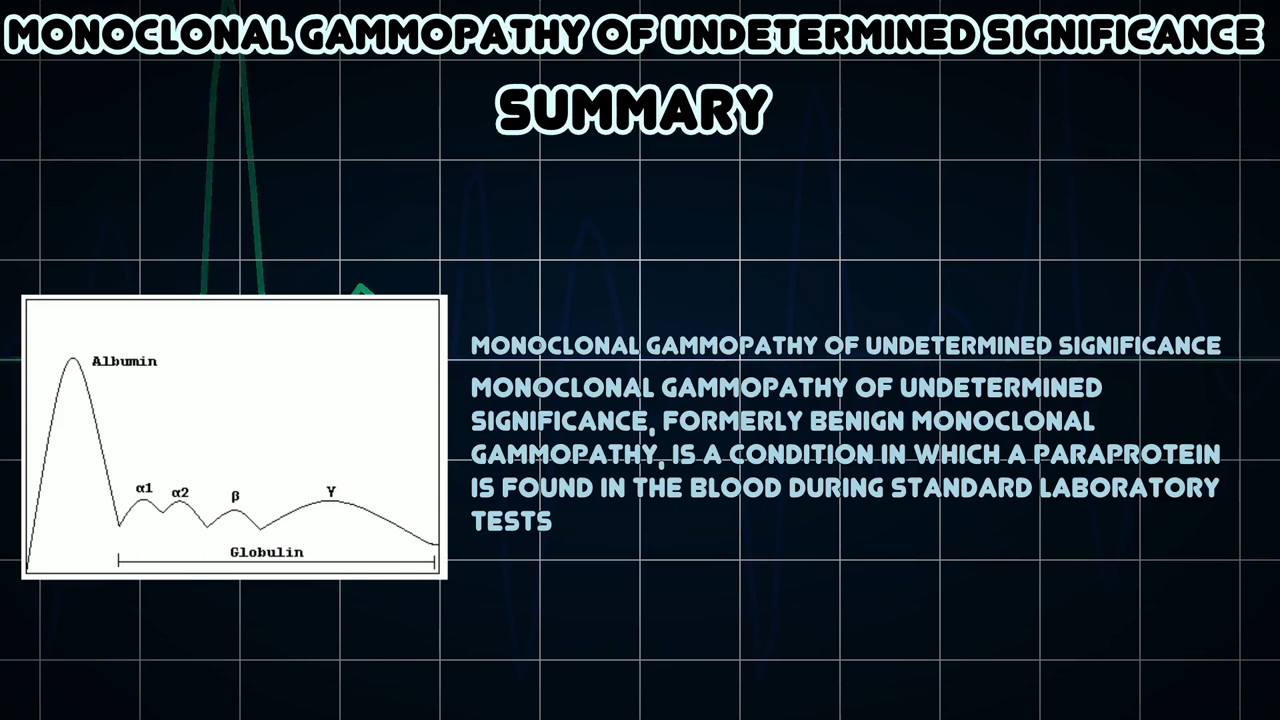 MONOCLONAL GAMMOPATHY OF UNDETERMINED SIGNIFICANCE
SUMMARY
Albumin
α1 α2 β γ
Globulin
MONOCLONAL GAMMOPATHY OF UNDETERMINED SIGNIFICANCE
MONOCLONAL GAMMOPATHY OF UNDETERMINED
SIGNIFICANCE, FORMERLY BENIGN MONOCLONAL
GAMMOPATHY, IS A CONDITION IN WHICH A PARAPROTEIN
IS FOUND IN THE BLOOD DURING STANDARD LABORATORY
TESTS